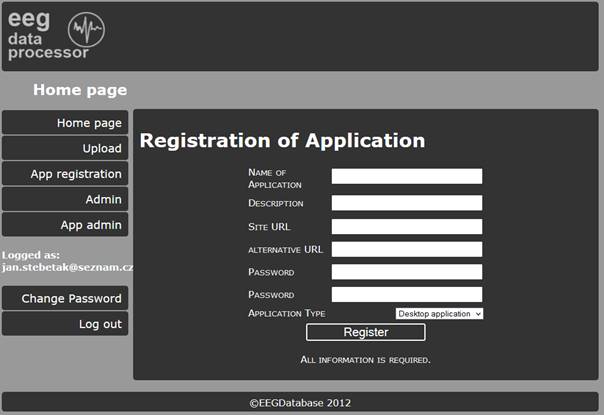 eeg
data
processor
Home page
Home page
Upload
App registration
Admin
App admin
Logged as:
jan.stebetak@seznam.cz
Change Password
Log out
Registration of Application
Name of
Application
Description
Site URL
alternative URL
Password
Password
Application Type Desktop application
Register
All information is required.
©EEGDatabase 2012